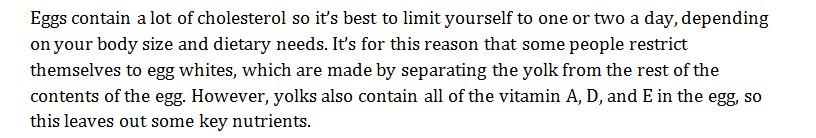 Eggs contain a lot of cholesterol so it's best to limit yourself to one or two a day, depending
on your body size and dietary needs. It's for this reason that some people restrict
themselves to egg whites, which are made by separating the yolk from the rest of the
contents of the egg. However, yolks also contain all of the vitamin A, D, and E in the egg, so
this leaves out some key nutrients.